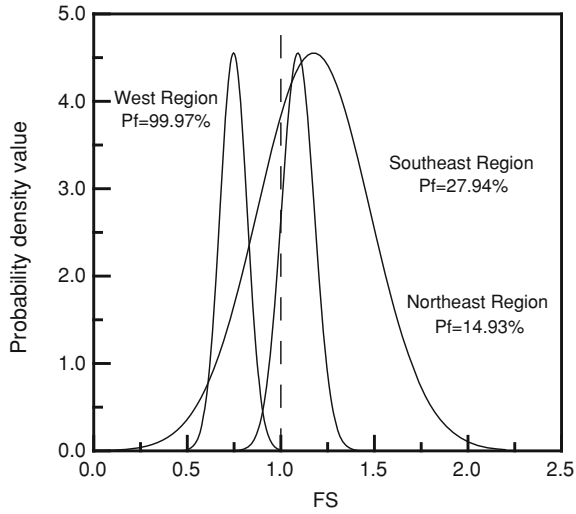 5.0
4.0
3.0
2.0
1.0
0.0
Probability density value
West Region
Pf=99.97%
Southeast Region
Pf=27.94%
Northeast Region
Pf=14.93%
0.0 0.5 1.0 1.5 2.0 2.5
FS